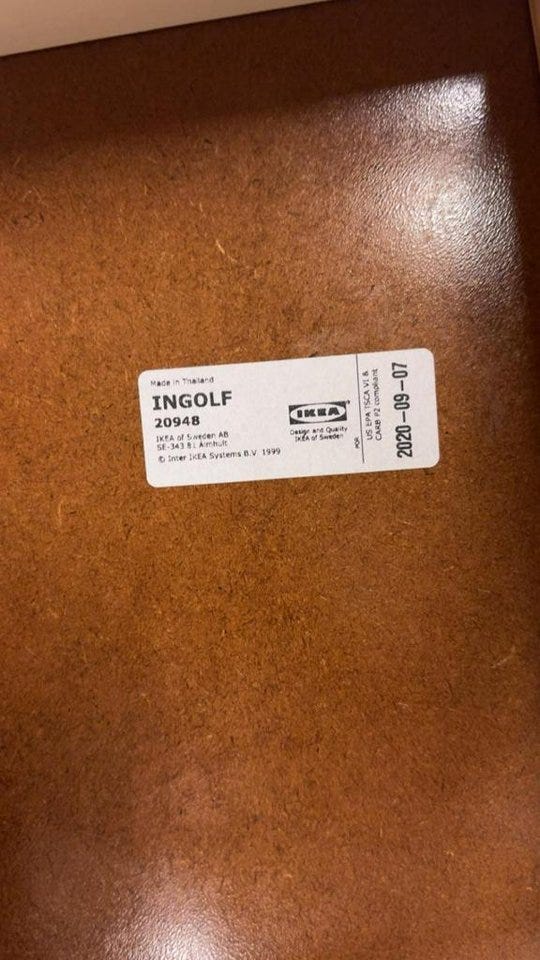 Made in Thailand
INGOLF
20948
IKEA of Sweden AB
SE-343 81 Älmhult
© Inter IKEA Systems B.V. 1999
IKEA®
Design and Quality
IKEA of Sweden
US EPA TSCA VI &
CARB P2 compliant
2020-09-07